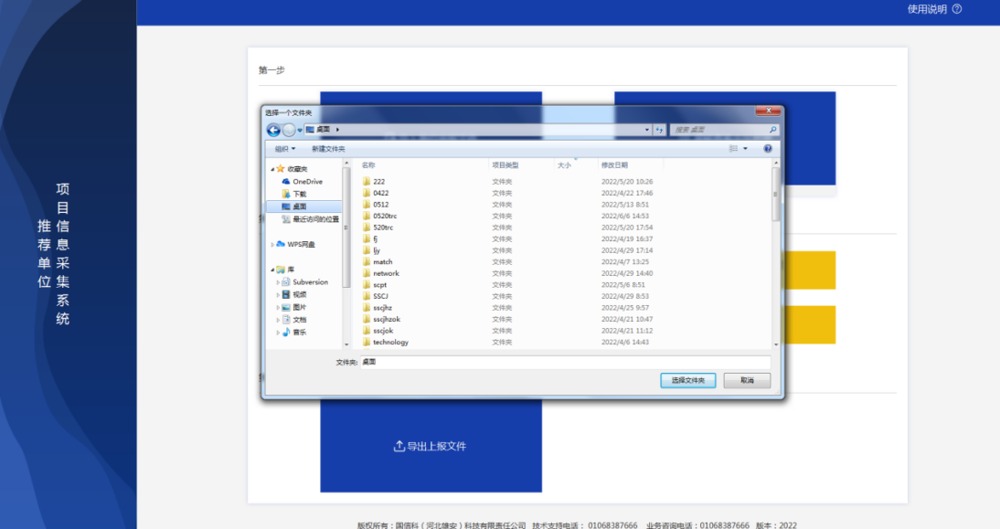 使用说明
推荐单位
项目信息采集系统
第一步
选择一个文件夹
桌面
搜索 桌面
组织
新建文件夹
收藏夹
OneDrive
下载
桌面
最近访问的位置
WPS网盘
库
Subversion
视频
图片
文档
音乐
名称 项目类型 大小 修改日期
222 文件夹 2022/5/20 10:26
0422 文件夹 2022/4/22 17:46
0512 文件夹 2022/5/13 8:51
0520trc 文件夹 2022/6/6 14:53
520trc 文件夹 2022/5/20 17:54
fj 文件夹 2022/4/19 16:37
ljy 文件夹 2022/4/29 17:14
match 文件夹 2022/4/7 13:25
network 文件夹 2022/4/29 14:40
scpt 文件夹 2022/5/6 8:51
SSCJ 文件夹 2022/4/29 8:53
sscjhz 文件夹 2022/4/25 9:57
sscjhzok 文件夹 2022/4/21 10:47
sscjok 文件夹 2022/4/21 11:12
technology 文件夹 2022/4/6 14:43
文件夹: 桌面
选择文件夹
取消
导出上报文件
版权所有：国信科（河北雄安）科技有限责任公司 技术支持电话： 01068387666 业务咨询电话：01068387666 版本：2022